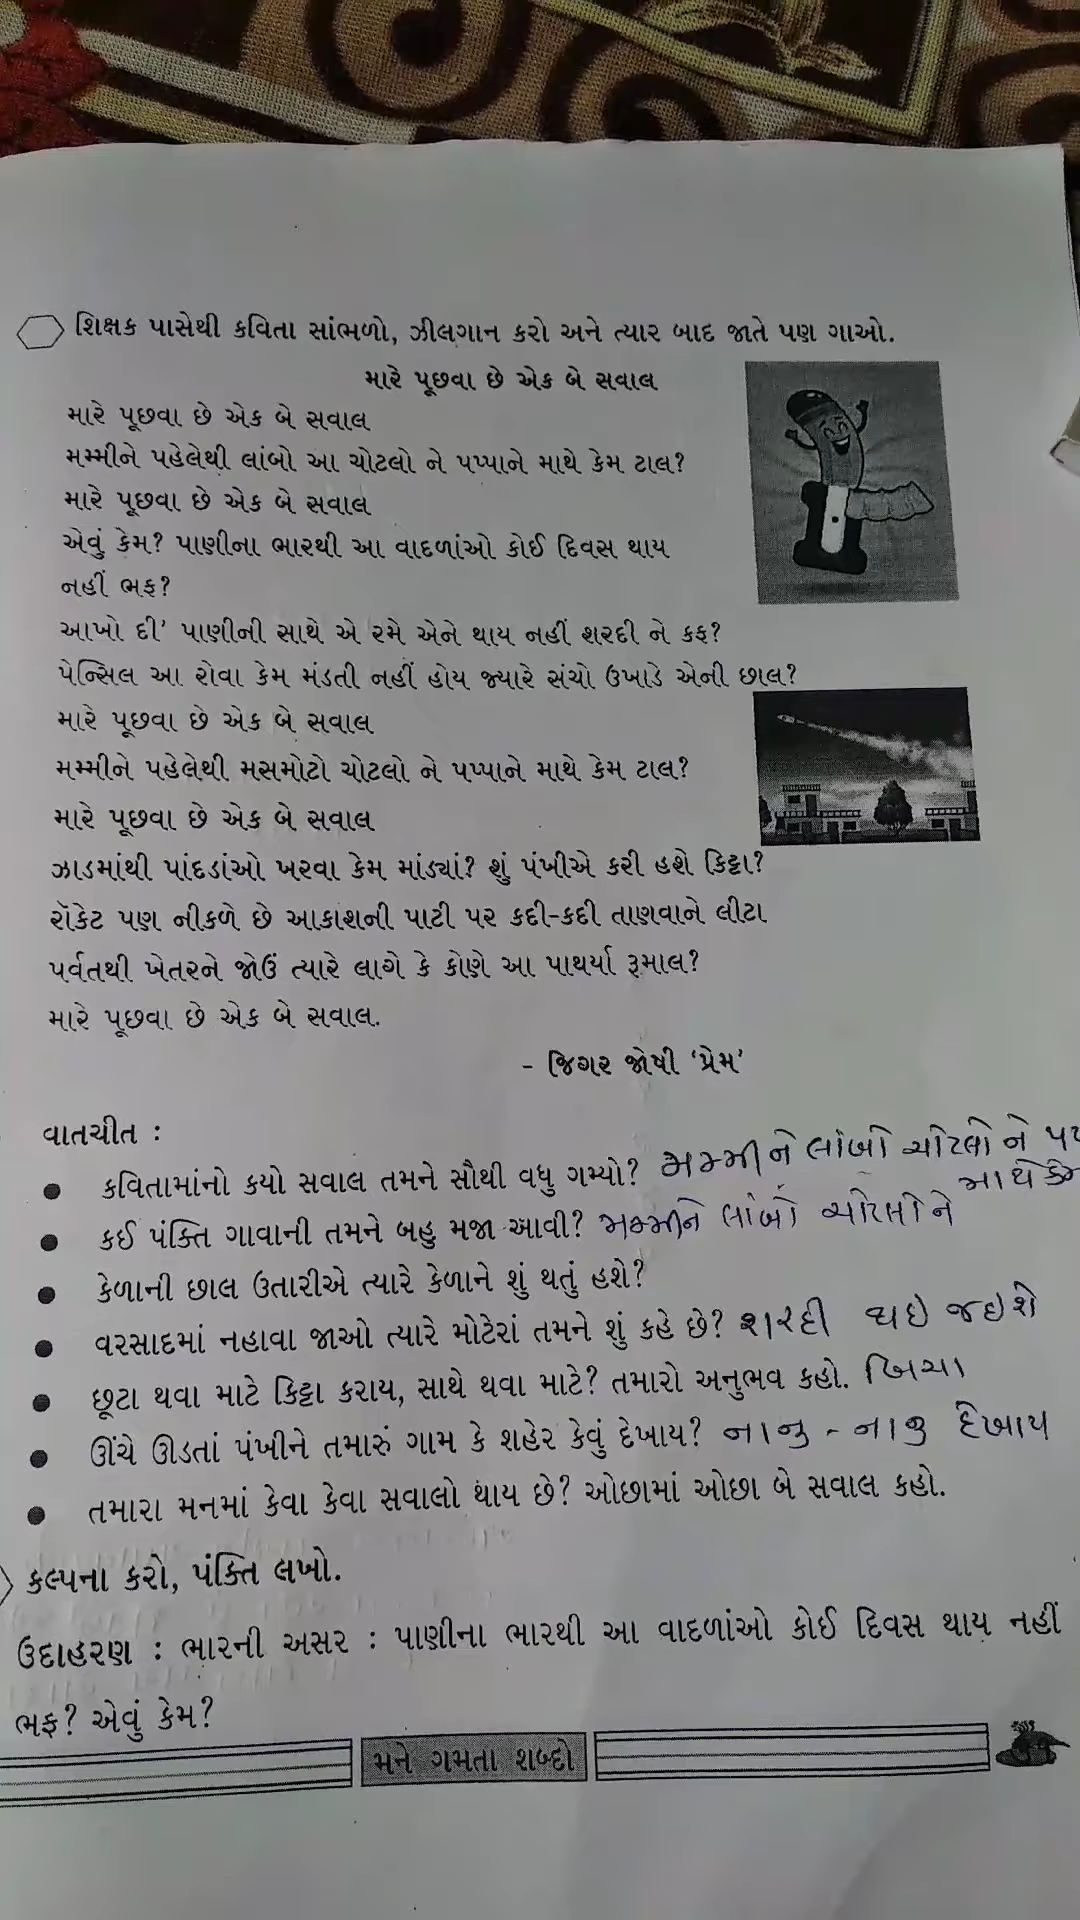 શિક્ષક પાસેથી કવિતા સાંભળો, ઝીલગાન કરો અને ત્યાર બાદ જાતે પણ ગાઓ.
મારે પૂછવા છે એક બે સવાલ
મારે પૂછવા છે એક બે સવાલ
મમ્મીને પહેલેથી લાંબો આ ચોટલો ને પપ્પાને માથે કેમ ટાલ?
મારે પૂછવા છે એક બે સવાલ
એવું કેમ? પાણીના ભારથી આ વાદળાંઓ કોઈ દિવસ થાય
નહીં ભફ?
આખો દી' પાણીની સાથે એ રમે એને થાય નહીં શરદી ને કફ?
પેન્સિલ આ રોવા કેમ મંડતી નહીં હોય જ્યારે સંચો ઉખાડે એની છાલ?
મારે પૂછવા છે એક બે સવાલ
મમ્મીને પહેલેથી મસમોટો ચોટલો ને પપ્પાને માથે કેમ ટાલ?
મારે પૂછવા છે એક બે સવાલ
ઝાડમાંથી પાંદડાંઓ ખરવા કેમ માંડ્યાં? શું પંખીએ કરી હશે કિટ્ટા?
રૉકેટ પણ નીકળે છે આકાશની પાટી પર કદી-કદી તાણવાને લીટા
પર્વતથી ખેતરને જોઉં ત્યારે લાગે કે કોણે આ પાથર્યા રૂમાલ?
મારે પૂછવા છે એક બે સવાલ.
- જિગર જોષી 'પ્રેમ'
વાતચીત :
કવિતામાંનો કયો સવાલ તમને સૌથી વધુ ગમ્યો? મમ્મીને લાંબો ચોટલો ને
માથે કેમ
કઈ પંક્તિ ગાવાની તમને બહુ મજા આવી? મમ્મીને લાંબો ચોટલો ને
કેળાની છાલ ઉતારીએ ત્યારે કેળાને શું થતું હશે?
વરસાદમાં નહાવા જાઓ ત્યારે મોટેરાં તમને શું કહે છે? શરદી થઇ જઇશે
છૂટા થવા માટે કિટ્ટા કરાય, સાથે થવા માટે? તમારો અનુભવ કહો. બિચા
ઊંચે ઊડતાં પંખીને તમારું ગામ કે શહેર કેવું દેખાય? નાનુ - નાનુ દેખાય
તમારા મનમાં કેવા કેવા સવાલો થાય છે? ઓછામાં ઓછા બે સવાલ કહો.
કલ્પના કરો, પંક્તિ લખો.
ઉદાહરણ : ભારની અસર : પાણીના ભારથી આ વાદળાંઓ કોઈ દિવસ થાય નહીં
ભફ? એવું કેમ?
મને ગમતા શબ્દો